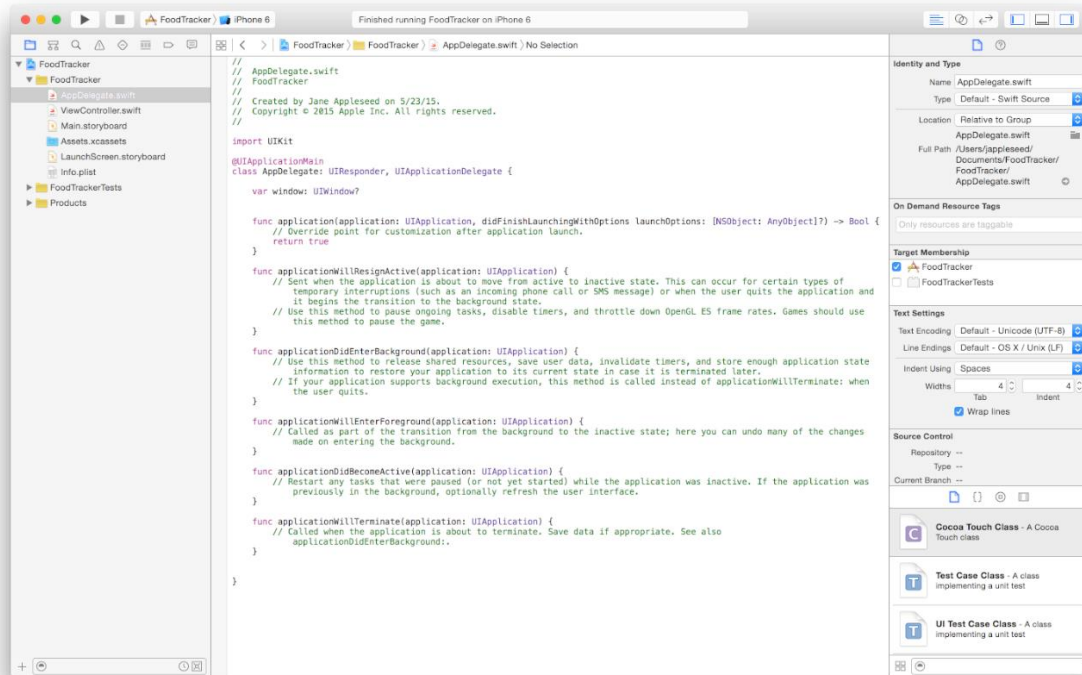 FoodTracker
iPhone 6
Finished running FoodTracker on iPhone 6
FoodTracker
FoodTracker
AppDelegate.swift
ViewController.swift
Main.storyboard
Assets.xcassets
LaunchScreen.storyboard
Info.plist
FoodTrackerTests
Products
FoodTracker
FoodTracker
AppDelegate.swift
No Selection
//
//  AppDelegate.swift
//  FoodTracker
//
//  Created by Jane Appleseed on 5/23/15.
//  Copyright © 2015 Apple Inc. All rights reserved.
//
import UIKit
@UIApplicationMain
class AppDelegate: UIResponder, UIApplicationDelegate {
var window: UIWindow?
func application(application: UIApplication, didFinishLaunchingWithOptions launchOptions: [NSObject: AnyObject]?) -> Bool {
// Override point for customization after application launch.
return true
}
func applicationWillResignActive(application: UIApplication) {
// Sent when the application is about to move from active to inactive state. This can occur for certain types of
temporary interruptions (such as an incoming phone call or SMS message) or when the user quits the application and
it begins the transition to the background state.
// Use this method to pause ongoing tasks, disable timers, and throttle down OpenGL ES frame rates. Games should use
this method to pause the game.
}
func applicationDidEnterBackground(application: UIApplication) {
// Use this method to release shared resources, save user data, invalidate timers, and store enough application state
information to restore your application to its current state in case it is terminated later.
// If your application supports background execution, this method is called instead of applicationWillTerminate: when
the user quits.
}
func applicationWillEnterForeground(application: UIApplication) {
// Called as part of the transition from the background to the inactive state; here you can undo many of the changes
made on entering the background.
}
func applicationDidBecomeActive(application: UIApplication) {
// Restart any tasks that were paused (or not yet started) while the application was inactive. If the application was
previously in the background, optionally refresh the user interface.
}
func applicationWillTerminate(application: UIApplication) {
// Called when the application is about to terminate. Save data if appropriate. See also
applicationDidEnterBackground:.
}
}
Identity and Type
Name AppDelegate.swift
Type Default - Swift Source
Location Relative to Group
AppDelegate.swift
Full Path /Users/jappleseed/
Documents/FoodTracker/
FoodTracker/
AppDelegate.swift
On Demand Resource Tags
Only resources are taggable
Target Membership
FoodTracker
FoodTrackerTests
Text Settings
Text Encoding Default - Unicode (UTF-8)
Line Endings Default - OS X / Unix (LF)
Indent Using Spaces
Widths 4 4
Tab Indent
Wrap lines
Source Control
Repository --
Type --
Current Branch --
C
Cocoa Touch Class - A Cocoa
Touch class
T
Test Case Class - A class
implementing a unit test
T
UI Test Case Class - A class
implementing a unit test